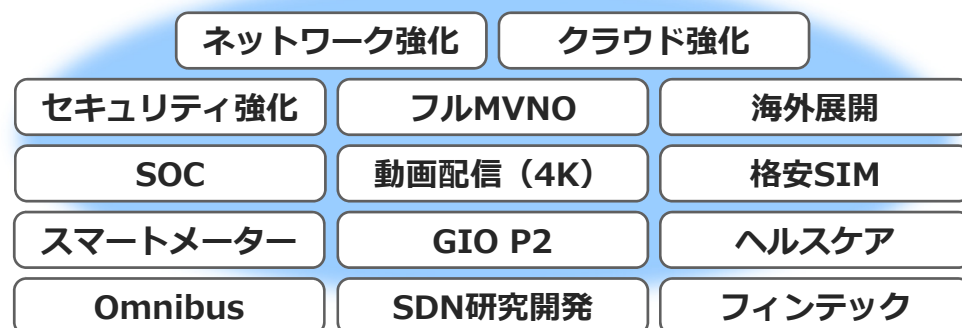 ネットワーク強化 クラウド強化
セキュリティ強化 フルMVNO 海外展開
SOC 動画配信（4K） 格安SIM
スマートメーター GIO P2 ヘルスケア
Omnibus SDN研究開発 フィンテック